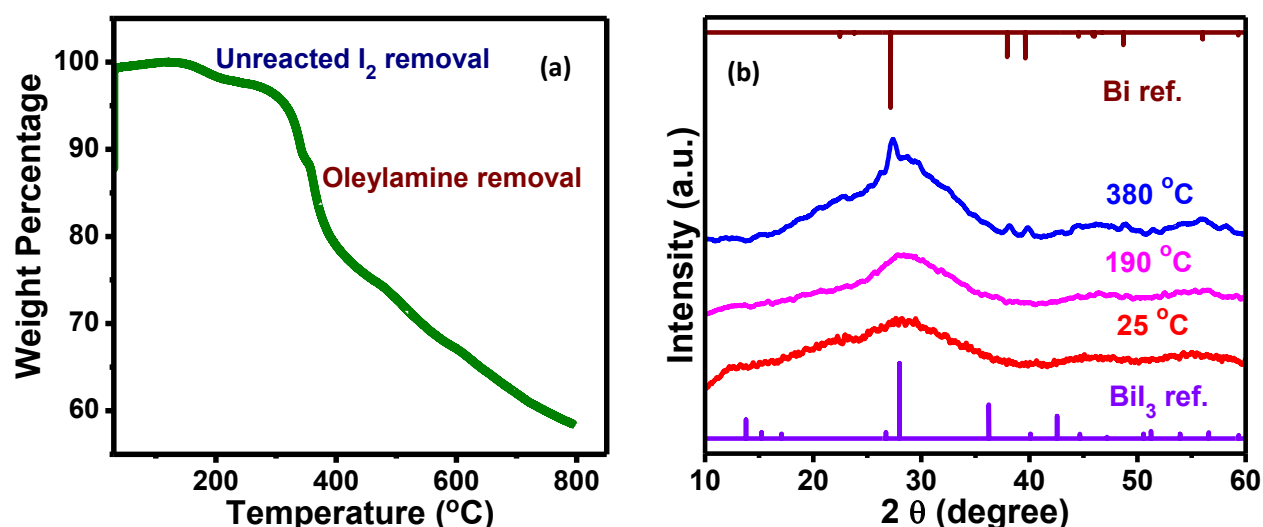 (a)
Unreacted I₂ removal
Oleylamine removal
Weight Percentage
100
90
80
70
60
200
400
600
800
Temperature (°C)
(b)
Bi ref.
380 °C
190 °C
25 °C
BiI₃ ref.
Intensity (a.u.)
10
20
30
40
50
60
2 θ (degree)